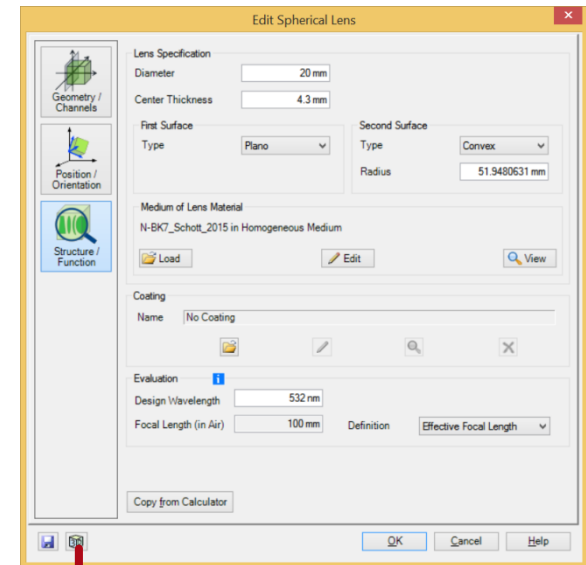 Edit Spherical Lens
Geometry /
Channels
Position /
Orientation
Structure /
Function
Lens Specification
Diameter 20 mm
Center Thickness 4.3 mm
First Surface
Type Plano
Second Surface
Type Convex
Radius 51.9480631 mm
Medium of Lens Material
N-BK7_Schott_2015 in Homogeneous Medium
Load Edit View
Coating
Name No Coating
Evaluation i
Design Wavelength 532 nm
Focal Length (in Air) 100 mm Definition Effective Focal Length
Copy from Calculator
3D OK Cancel Help